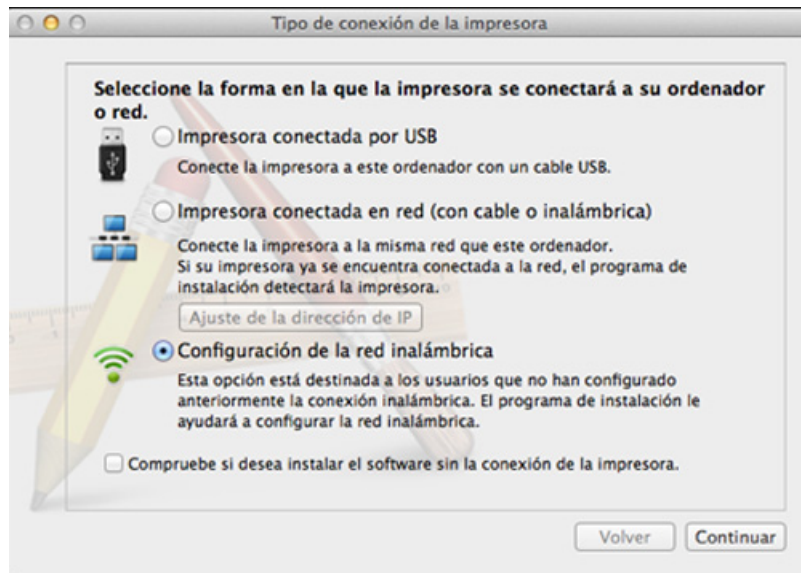 Tipo de conexión de la impresora
Seleccione la forma en la que la impresora se conectará a su ordenador
o red.
Impresora conectada por USB
Conecte la impresora a este ordenador con un cable USB.
Impresora conectada en red (con cable o inalámbrica)
Conecte la impresora a la misma red que este ordenador.
Si su impresora ya se encuentra conectada a la red, el programa de
instalación detectará la impresora.
Ajuste de la dirección de IP
Configuración de la red inalámbrica
Esta opción está destinada a los usuarios que no han configurado
anteriormente la conexión inalámbrica. El programa de instalación le
ayudará a configurar la red inalámbrica.
Compruebe si desea instalar el software sin la conexión de la impresora.
Volver
Continuar